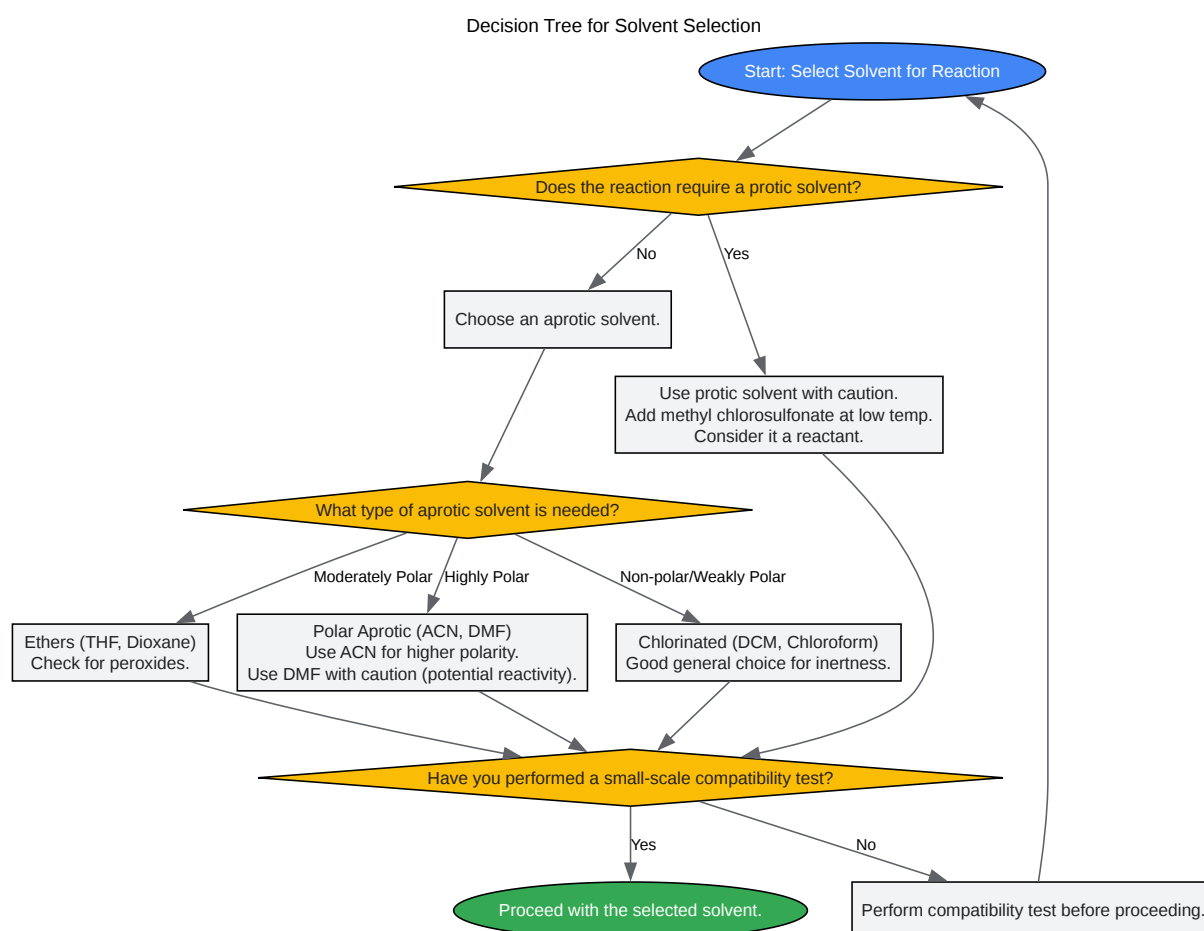 Decision Tree for Solvent Selection
Start: Select Solvent for Reaction
Does the reaction require a protic solvent?
No
Yes
Choose an aprotic solvent.
Use protic solvent with caution.
Add methyl chlorosulfonate at low temp.
Consider it a reactant.
What type of aprotic solvent is needed?
Moderately Polar
Highly Polar
Non-polar/Weakly Polar
Ethers (THF, Dioxane)
Check for peroxides.
Polar Aprotic (ACN, DMF)
Use ACN for higher polarity.
Use DMF with caution (potential reactivity).
Chlorinated (DCM, Chloroform)
Good general choice for inertness.
Have you performed a small-scale compatibility test?
Yes
No
Proceed with the selected solvent.
Perform compatibility test before proceeding.